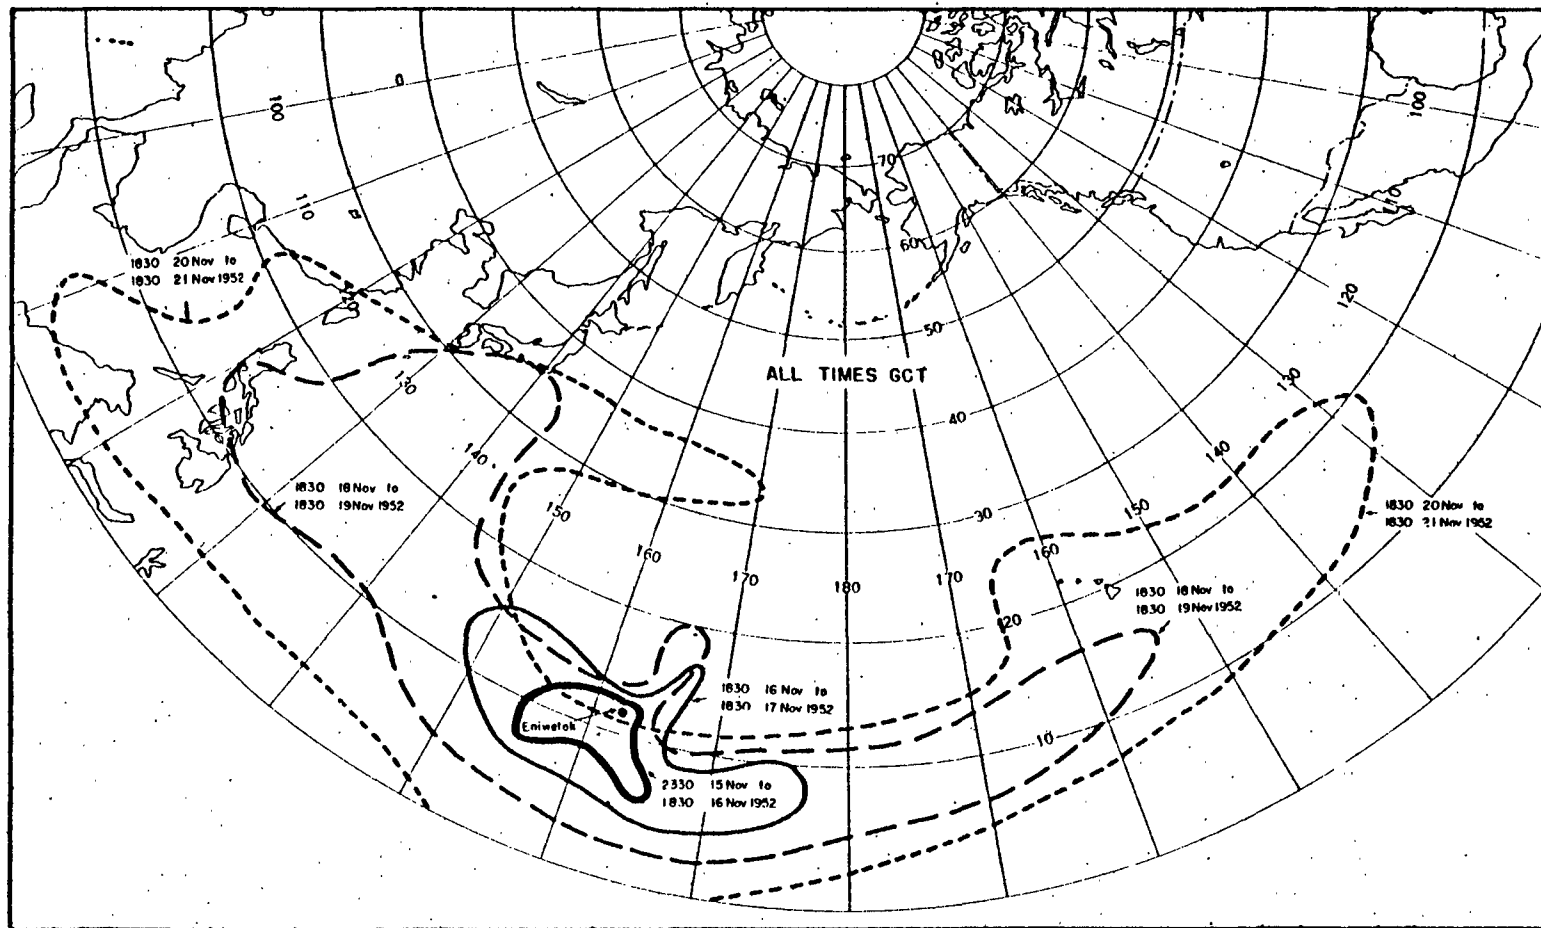 100
100
110
110
70
60
1830 20 Nov to
1830 21 Nov 1952
120
50
ALL TIMES GCT
130
130
40
140
140
1830 18 Nov to
1830 19 Nov 1952
150
30
150
1830 20 Nov to
1830 21 Nov 1952
160
160
170
180
170
1830 18 Nov to
1830 19 Nov 1952
20
1830 16 Nov to
1830 17 Nov 1952
Eniwetok
10
2330 15 Nov to
1830 16 Nov 1952